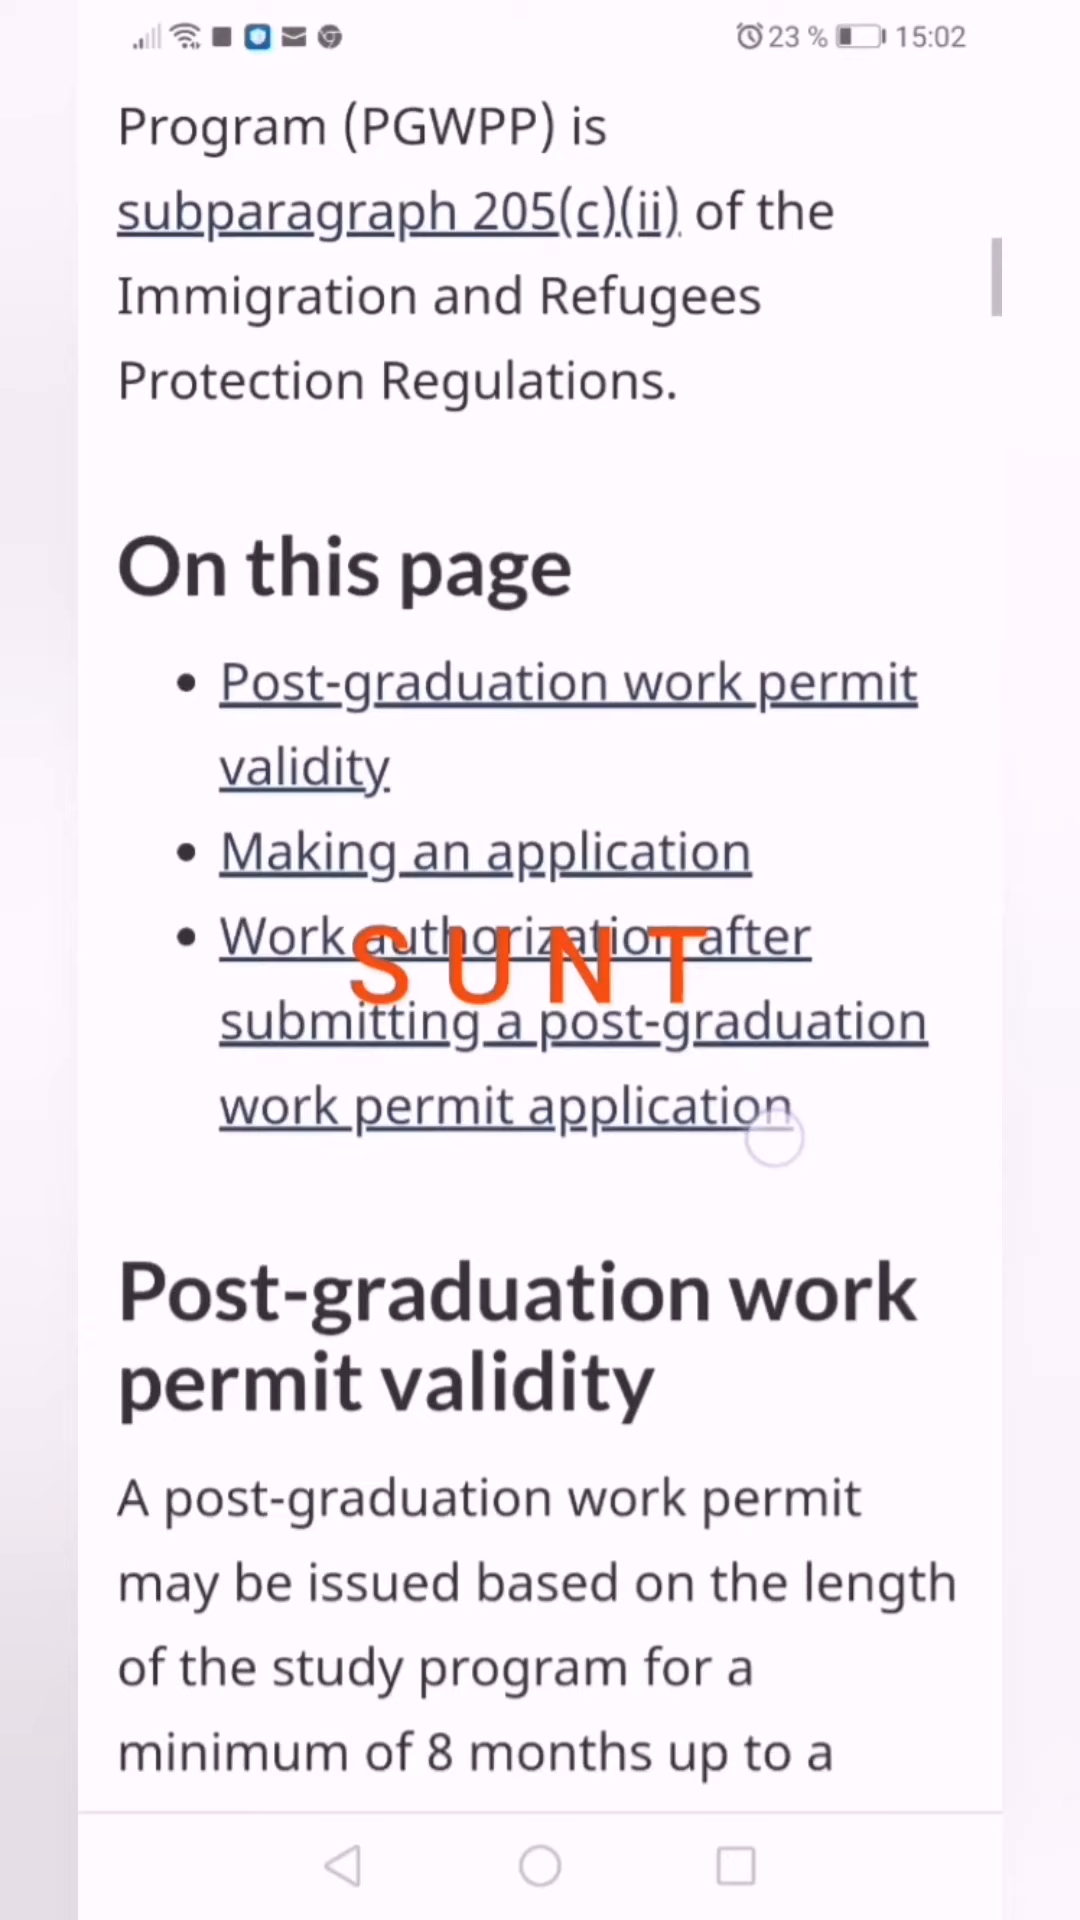 23 % 15:02
Program (PGWPP) is
subparagraph 205(c)(ii) of the
Immigration and Refugees
Protection Regulations.
On this page
• Post-graduation work permit
validity
• Making an application
• Work authorization after
SUNT
submitting a post-graduation
work permit application
Post-graduation work
permit validity
A post-graduation work permit
may be issued based on the length
of the study program for a
minimum of 8 months up to a